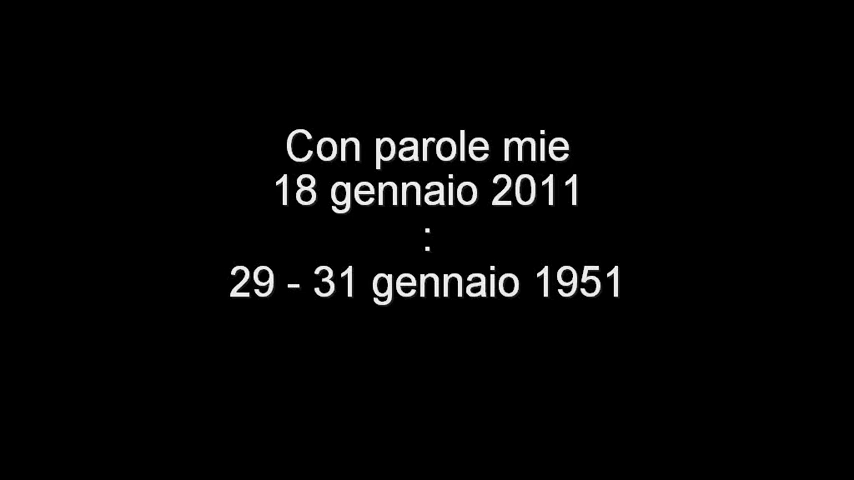 Con parole mie
18 gennaio 2011
:
29 - 31 gennaio 1951